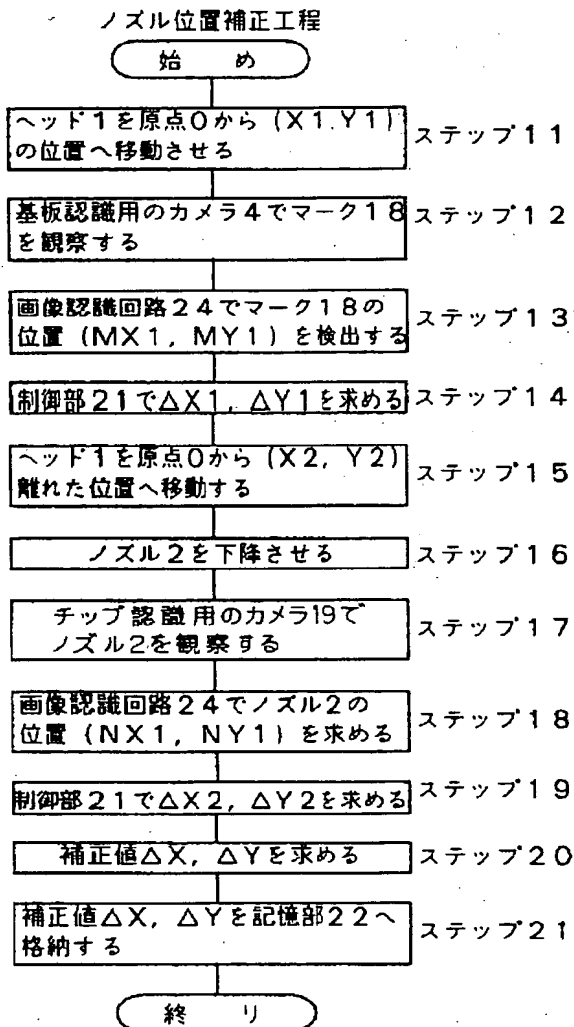 ノズル位置補正工程
始 め
ヘッド1を原点0から(X1.Y1)
の位置へ移動させる
ステップ11
基板認識用のカメラ4でマーク18
を観察する
ステップ12
画像認識回路24でマーク18の
位置(MX1,MY1)を検出する
ステップ13
制御部21で△X1,△Y1を求める
ステップ14
ヘッド1を原点0から(X2,Y2)
離れた位置へ移動する
ステップ15
ノズル2を下降させる
ステップ16
チップ認識用のカメラ19で
ノズル2を観察する
ステップ17
画像認識回路24でノズル2の
位置(NX1,NY1)を求める
ステップ18
制御部21で△X2,△Y2を求める
ステップ19
補正値△X,△Yを求める
ステップ20
補正値△X,△Yを記憶部22へ
格納する
ステップ21
終 り